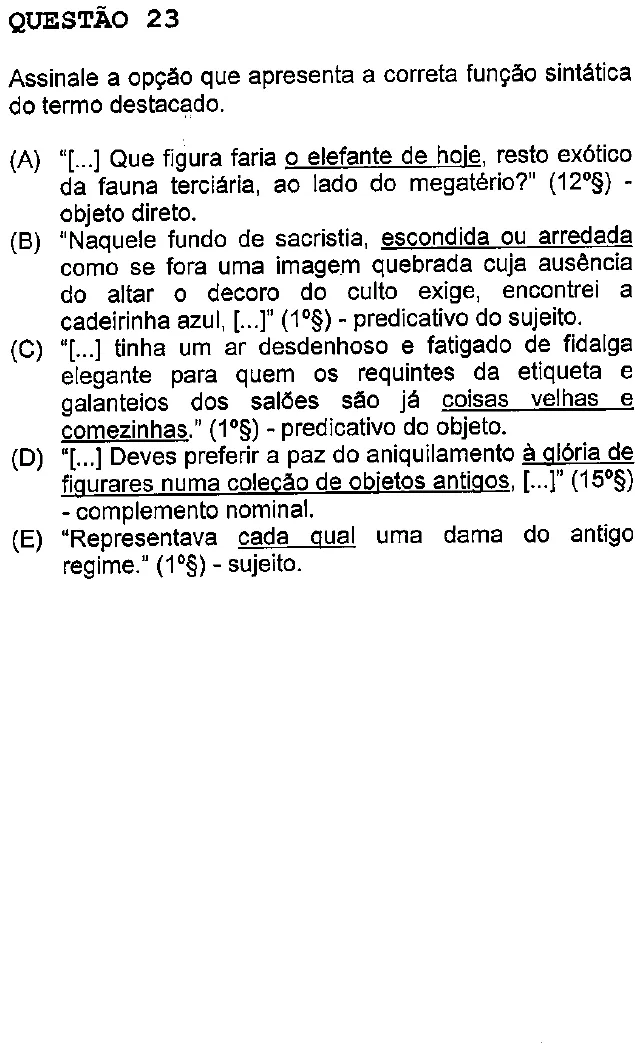 QUESTÃO 23
Assinale a opção que apresenta a correta função sintática
do termo destacado.
(A) "[...] Que figura faria o elefante de hoje, resto exótico
da fauna terciária, ao lado do megatério?" (12º§) -
objeto direto.
(B) "Naquele fundo de sacristia, escondida ou arredada
como se fora uma imagem quebrada cuja ausência
do altar o decoro do culto exige, encontrei a
cadeirinha azul, [...]" (1º§) - predicativo do sujeito.
(C) "[...] tinha um ar desdenhoso e fatigado de fidalga
elegante para quem os requintes da etiqueta e
galanteios dos salões são já coisas velhas e
comezinhas." (1º§) - predicativo do objeto.
(D) "[...] Deves preferir a paz do aniquilamento à glória de
figurares numa coleção de objetos antigos, [...]" (15º§)
- complemento nominal.
(E) "Representava cada qual uma dama do antigo
regime." (1º§) - sujeito.